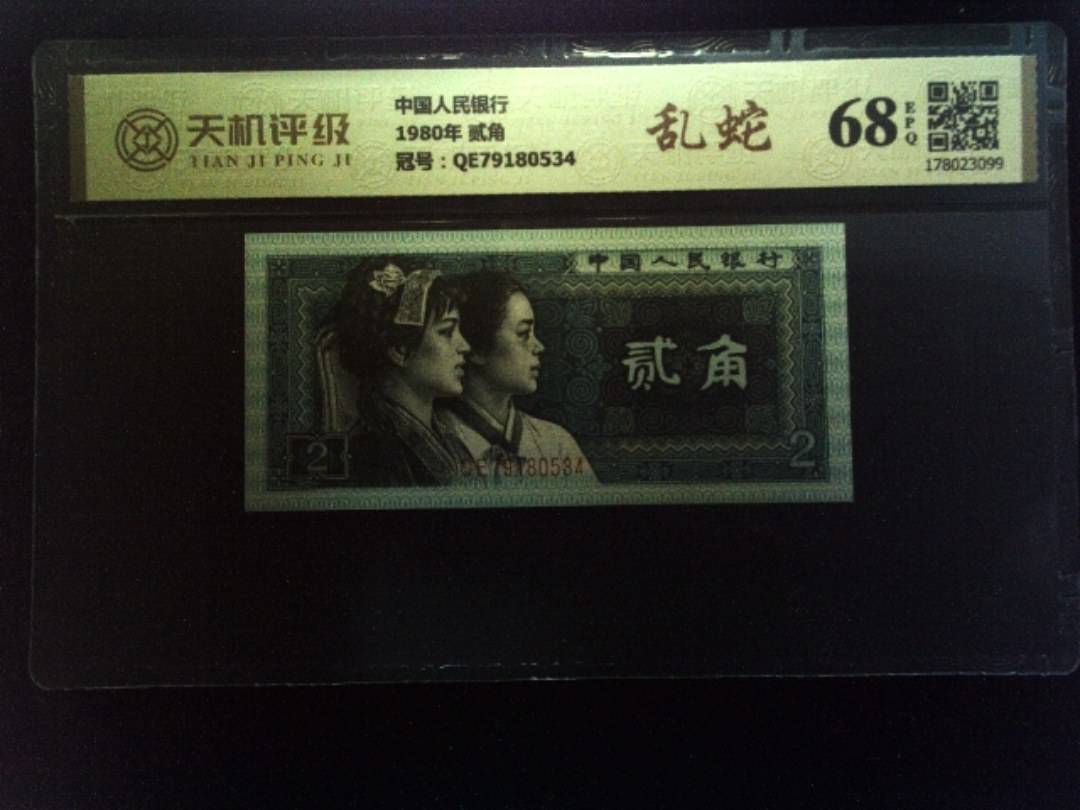 天机评级
TIAN JI PING JI
中国人民银行
1980年 贰角
冠号：QE79180534
乱蛇
68
EPQ
178023099
中国人民银行
贰角
2
2
QE79180534